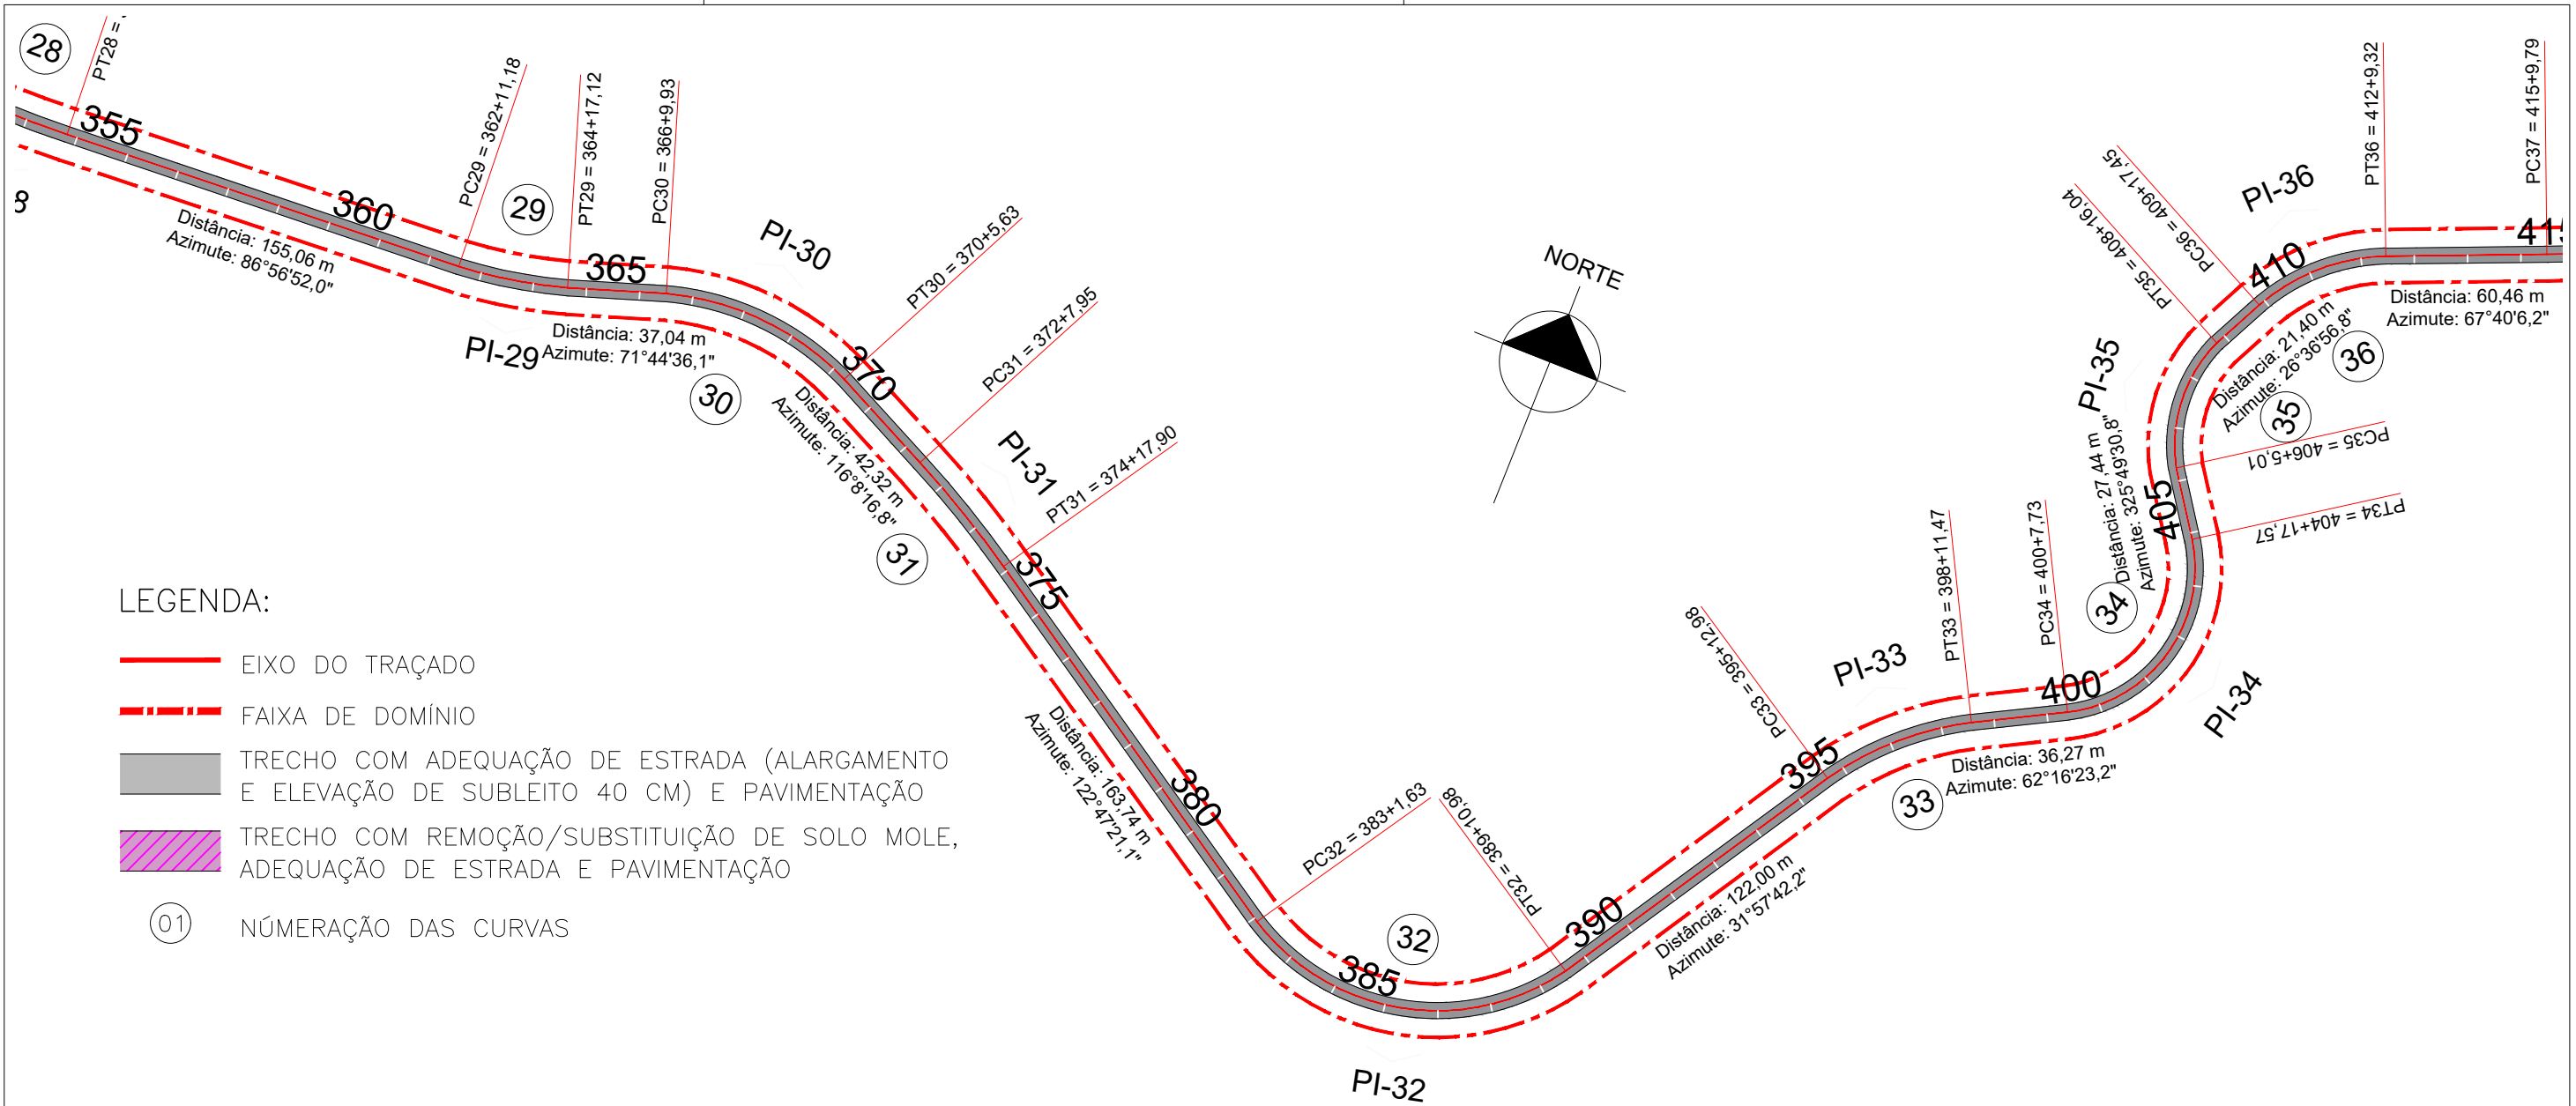 28
PT28 =
355
8
Distância: 155,06 m
Azimute: 86°56'52,0"
360
PC29 = 362+11,18
29
PT29 = 364+17,12
PI-29
365
PC30 = 366+9,93
Distância: 37,04 m
Azimute: 71°44'36,1"
30
PI-30
PT30 = 370+5,63
370
Distância: 42,32 m
Azimute: 116°8'16,8"
PC31 = 372+7,95
31
PI-31
PT31 = 374+17,90
375
Distância: 163,74 m
Azimute: 122°47'21,1"
380
PC32 = 383+1,63
32
385
PI-32
PT32 = 389+10,98
390
Distância: 122,00 m
Azimute: 31°57'42,2"
395
PC33 = 395+12,98
PI-33
33
PT33 = 398+11,47
Distância: 36,27 m
Azimute: 62°16'23,2"
400
PC34 = 400+7,73
34
PI-34
PT34 = 404+17,57
405
Distância: 27,44 m
Azimute: 325°49'30,8"
PC35 = 406+5,01
35
PI-35
PT35 = 408+16,04
Distância: 21,40 m
Azimute: 26°36'56,8"
PC36 = 409+17,45
410
PI-36
36
PT36 = 412+9,32
Distância: 60,46 m
Azimute: 67°40'6,2"
PC37 = 415+9,79
415
NORTE
LEGENDA:
EIXO DO TRAÇADO
FAIXA DE DOMÍNIO
TRECHO COM ADEQUAÇÃO DE ESTRADA (ALARGAMENTO
E ELEVAÇÃO DE SUBLEITO 40 CM) E PAVIMENTAÇÃO
TRECHO COM REMOÇÃO/SUBSTITUIÇÃO DE SOLO MOLE,
ADEQUAÇÃO DE ESTRADA E PAVIMENTAÇÃO
01
NÚMERAÇÃO DAS CURVAS